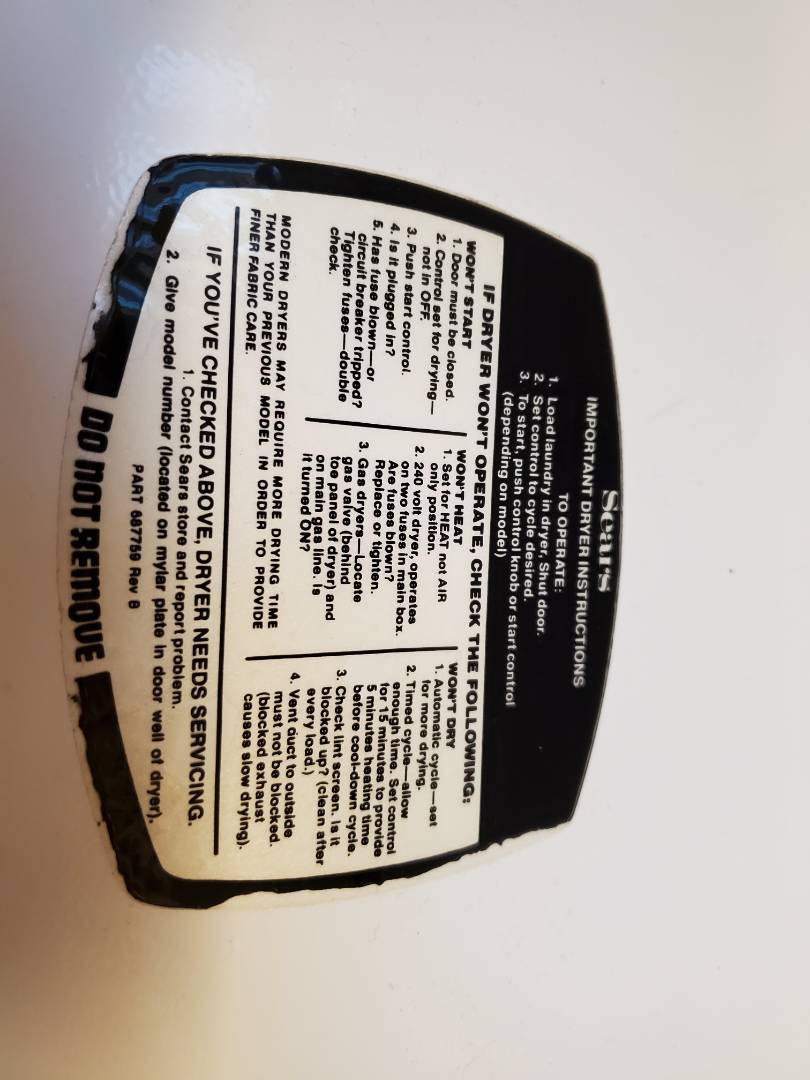 Sears
IMPORTANT DRYER INSTRUCTIONS
TO OPERATE:
1. Load laundry in dryer, Shut door.
2. Set control to cycle desired.
3. To start, push control knob or start control
(depending on model)
IF DRYER WON'T OPERATE, CHECK THE FOLLOWING:
WON'T START
1. Door must be closed.
2. Control set for drying—
not in OFF.
3. Push start control.
4. Is it plugged in?
5. Has fuse blown—or
circuit breaker tripped?
Tighten fuses—double
check.
WON'T HEAT
1. Set for HEAT not AIR
only position.
2. 240 volt dryer, operates
on two fuses in main box.
Are fuses blown?
Replace or tighten.
3. Gas dryers—Locate
gas valve (behind
toe panel of dryer) and
on main gas line. Is
it turned ON?
WON'T DRY
1. Automatic cycle—set
for more drying.
2. Timed cycle—allow
enough time. Set control
for 15 minutes to provide
5 minutes heating time
before cool-down cycle.
3. Check lint screen. Is it
blocked up? (clean after
every load.)
4. Vent duct to outside
must not be blocked.
(blocked exhaust
causes slow drying).
MODERN DRYERS MAY REQUIRE MORE DRYING TIME
THAN YOUR PREVIOUS MODEL IN ORDER TO PROVIDE
FINER FABRIC CARE.
IF YOU'VE CHECKED ABOVE, DRYER NEEDS SERVICING.
1. Contact Sears store and report problem.
2. Give model number (located on mylar plate in door well of dryer).
PART 687759 Rev B
DO NOT REMOVE